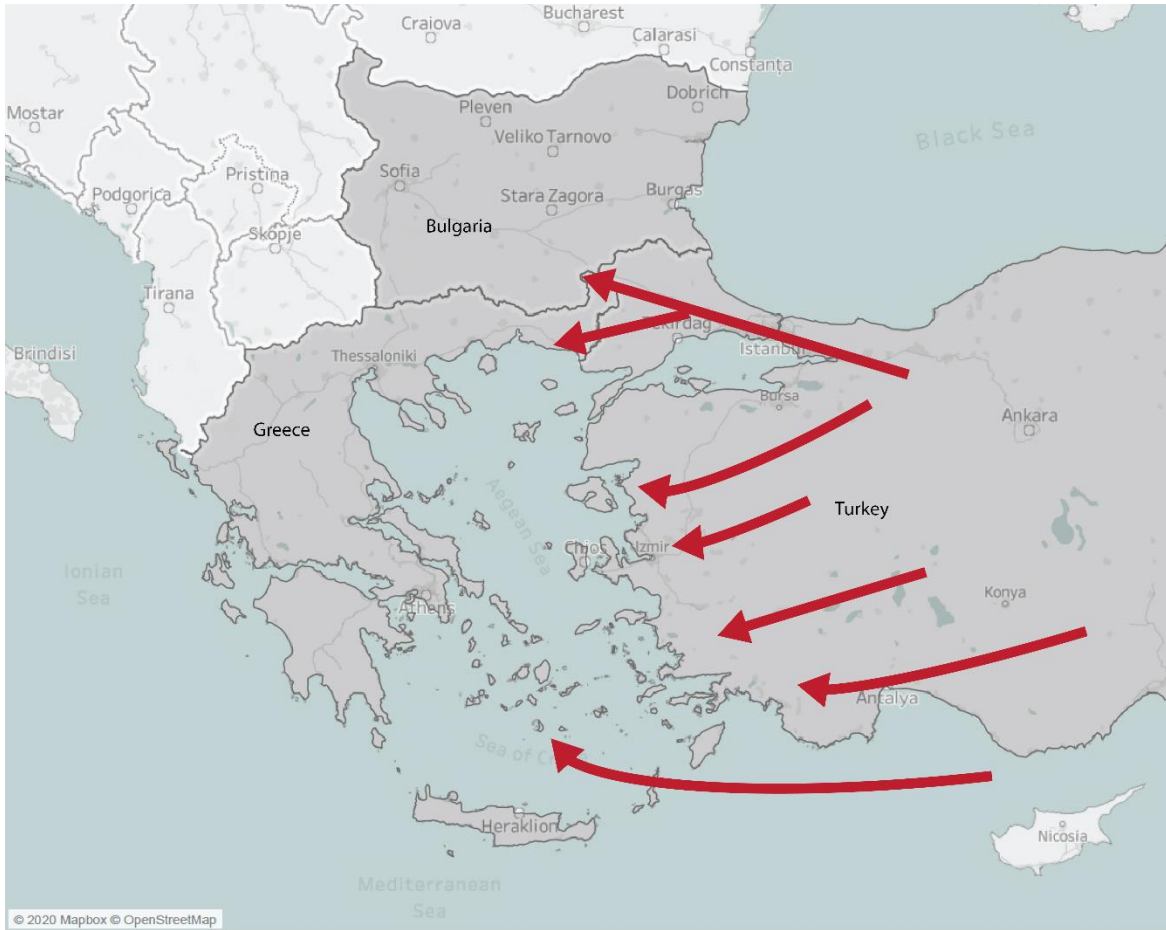 Bucharest
Craiova
Calarasi
Constanța
Mostar
Pleven
Dobrich
Veliko Tarnovo
Black Sea
Sofia
Pristina
Podgorica
Stara Zagora
Burgas
Bulgaria
Skopje
Tirana
Brindisi
Tekirdag
Istanbul
Thessaloniki
Bursa
Ankara
Greece
Aegean Sea
Turkey
Chios
Izmir
Ionian
Sea
Athens
Konya
Antalya
Sea of Cr
Heraklion
Nicosia
Mediterranean
Sea
© 2020 Mapbox © OpenStreetMap